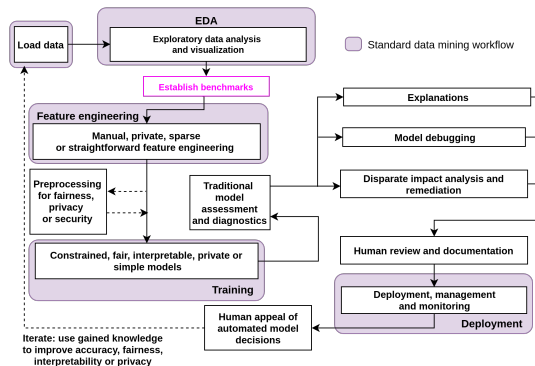 EDA
Load data
Exploratory data analysis
and visualization
Standard data mining workflow
Establish benchmarks
Explanations
Feature engineering
Manual, private, sparse
or straightforward feature engineering
Model debugging
Preprocessing
for fairness,
privacy
or security
Traditional
model
assessment
and diagnostics
Disparate impact analysis and
remediation
Constrained, fair, interpretable, private or
simple models
Training
Human review and documentation
Deployment, management
and monitoring
Deployment
Human appeal of
automated model
decisions
Iterate: use gained knowledge
to improve accuracy, fairness,
interpretability or privacy